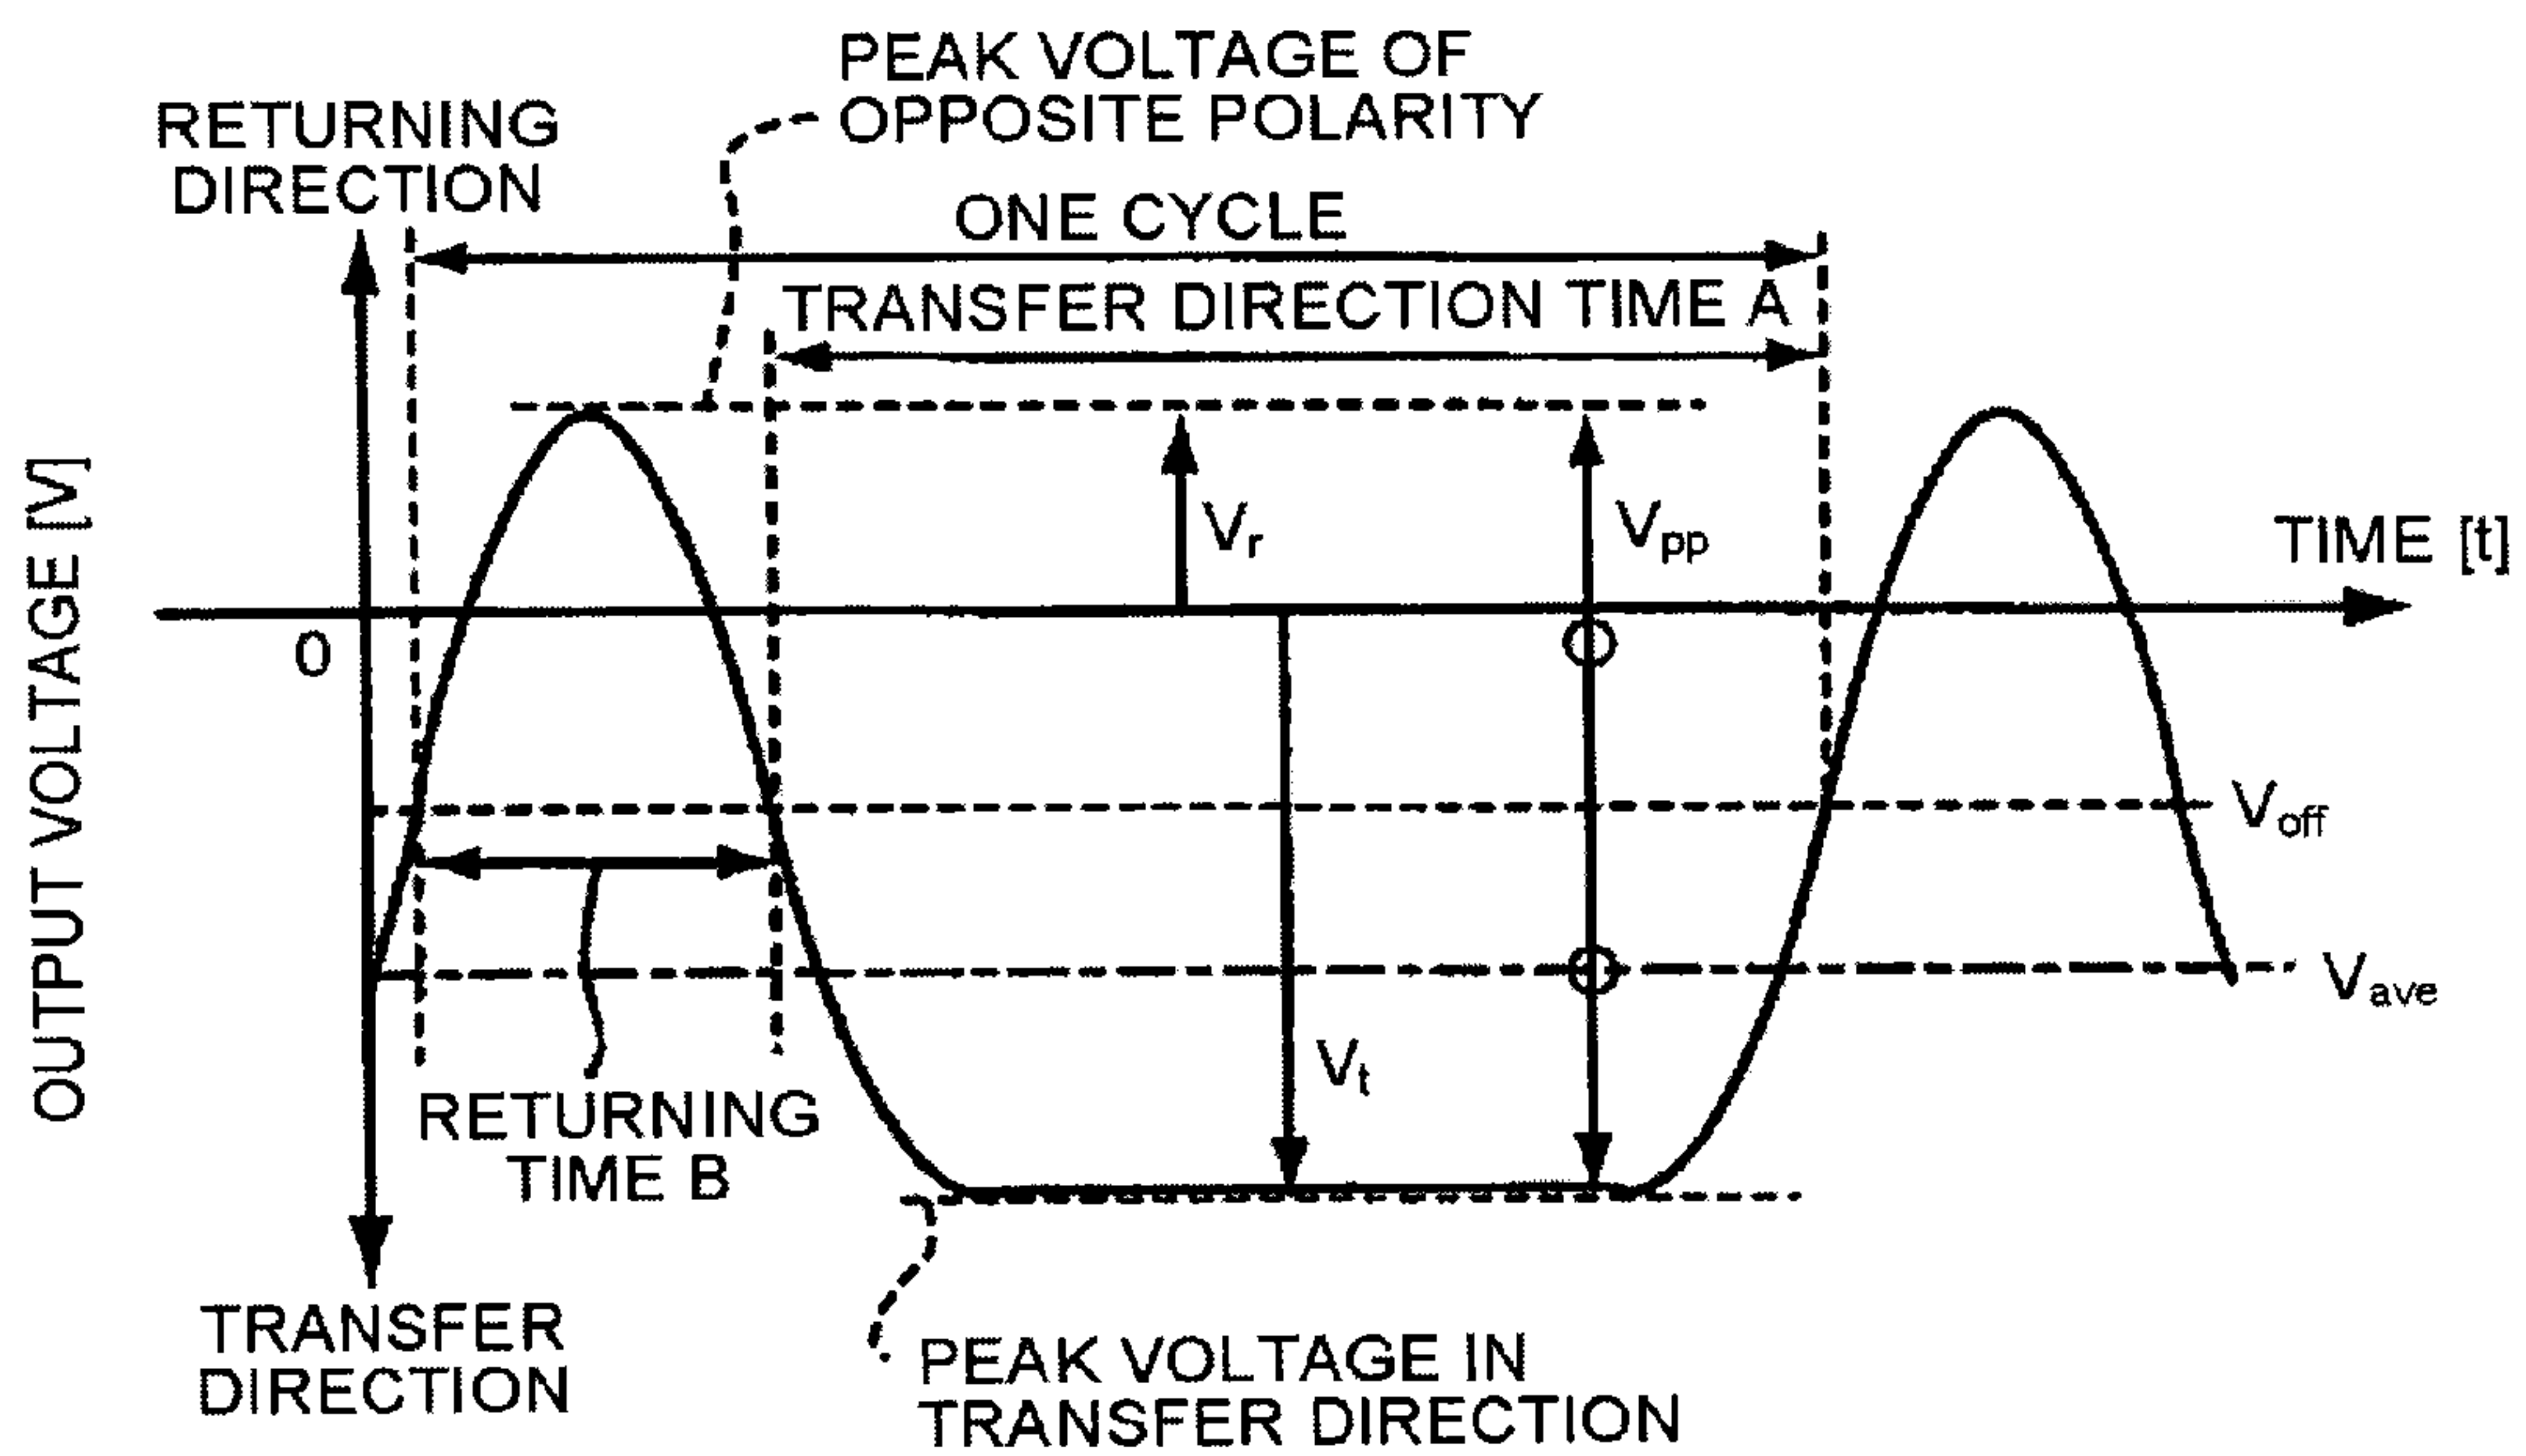 PEAK VOLTAGE OF
OPPOSITE POLARITY
RETURNING
DIRECTION
ONE CYCLE
TRANSFER DIRECTION TIME A
OUTPUT VOLTAGE [V]
Vr
Vpp
TIME [t]
0
Voff
Vave
Vt
RETURNING
TIME B
TRANSFER
DIRECTION
PEAK VOLTAGE IN
TRANSFER DIRECTION